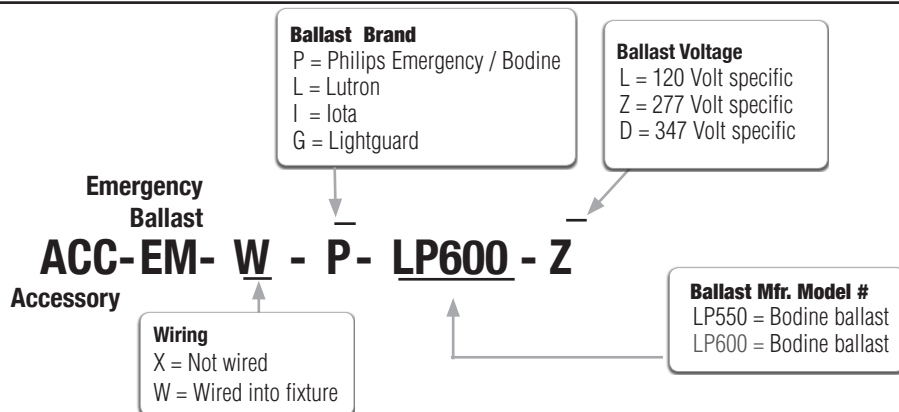 Ballast Brand
P = Philips Emergency / Bodine
L = Lutron
I = Iota
G = Lightguard
Ballast Voltage
L = 120 Volt specific
Z = 277 Volt specific
D = 347 Volt specific
Emergency
Ballast
ACC-EM- W - P- LP600 - Z
Accessory
Wiring
X = Not wired
W = Wired into fixture
Ballast Mfr. Model #
LP550 = Bodine ballast
LP600 = Bodine ballast